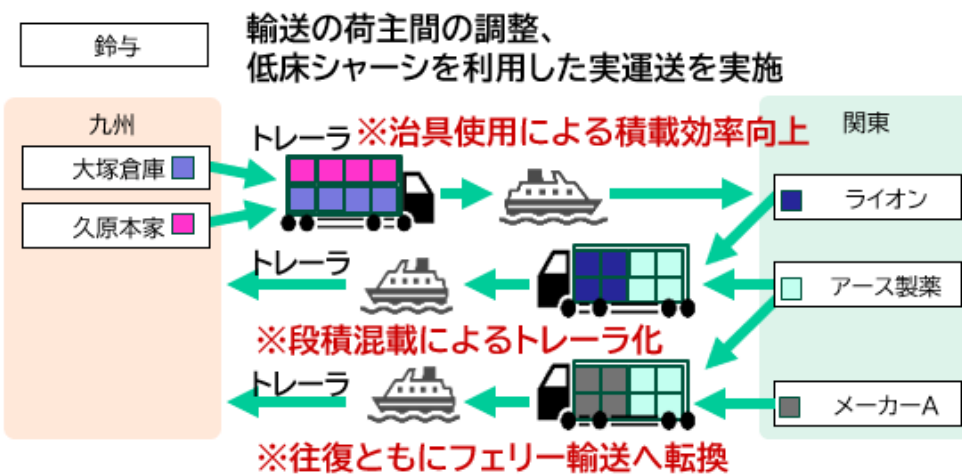 鈴与
輸送の荷主間の調整、
低床シャーシを利用した実運送を実施
九州
大塚倉庫
久原本家
トレーラ
※治具使用による積載効率向上
関東
ライオン
アース製薬
メーカーA
トレーラ
※段積混載によるトレーラ化
トレーラ
※往復ともにフェリー輸送へ転換